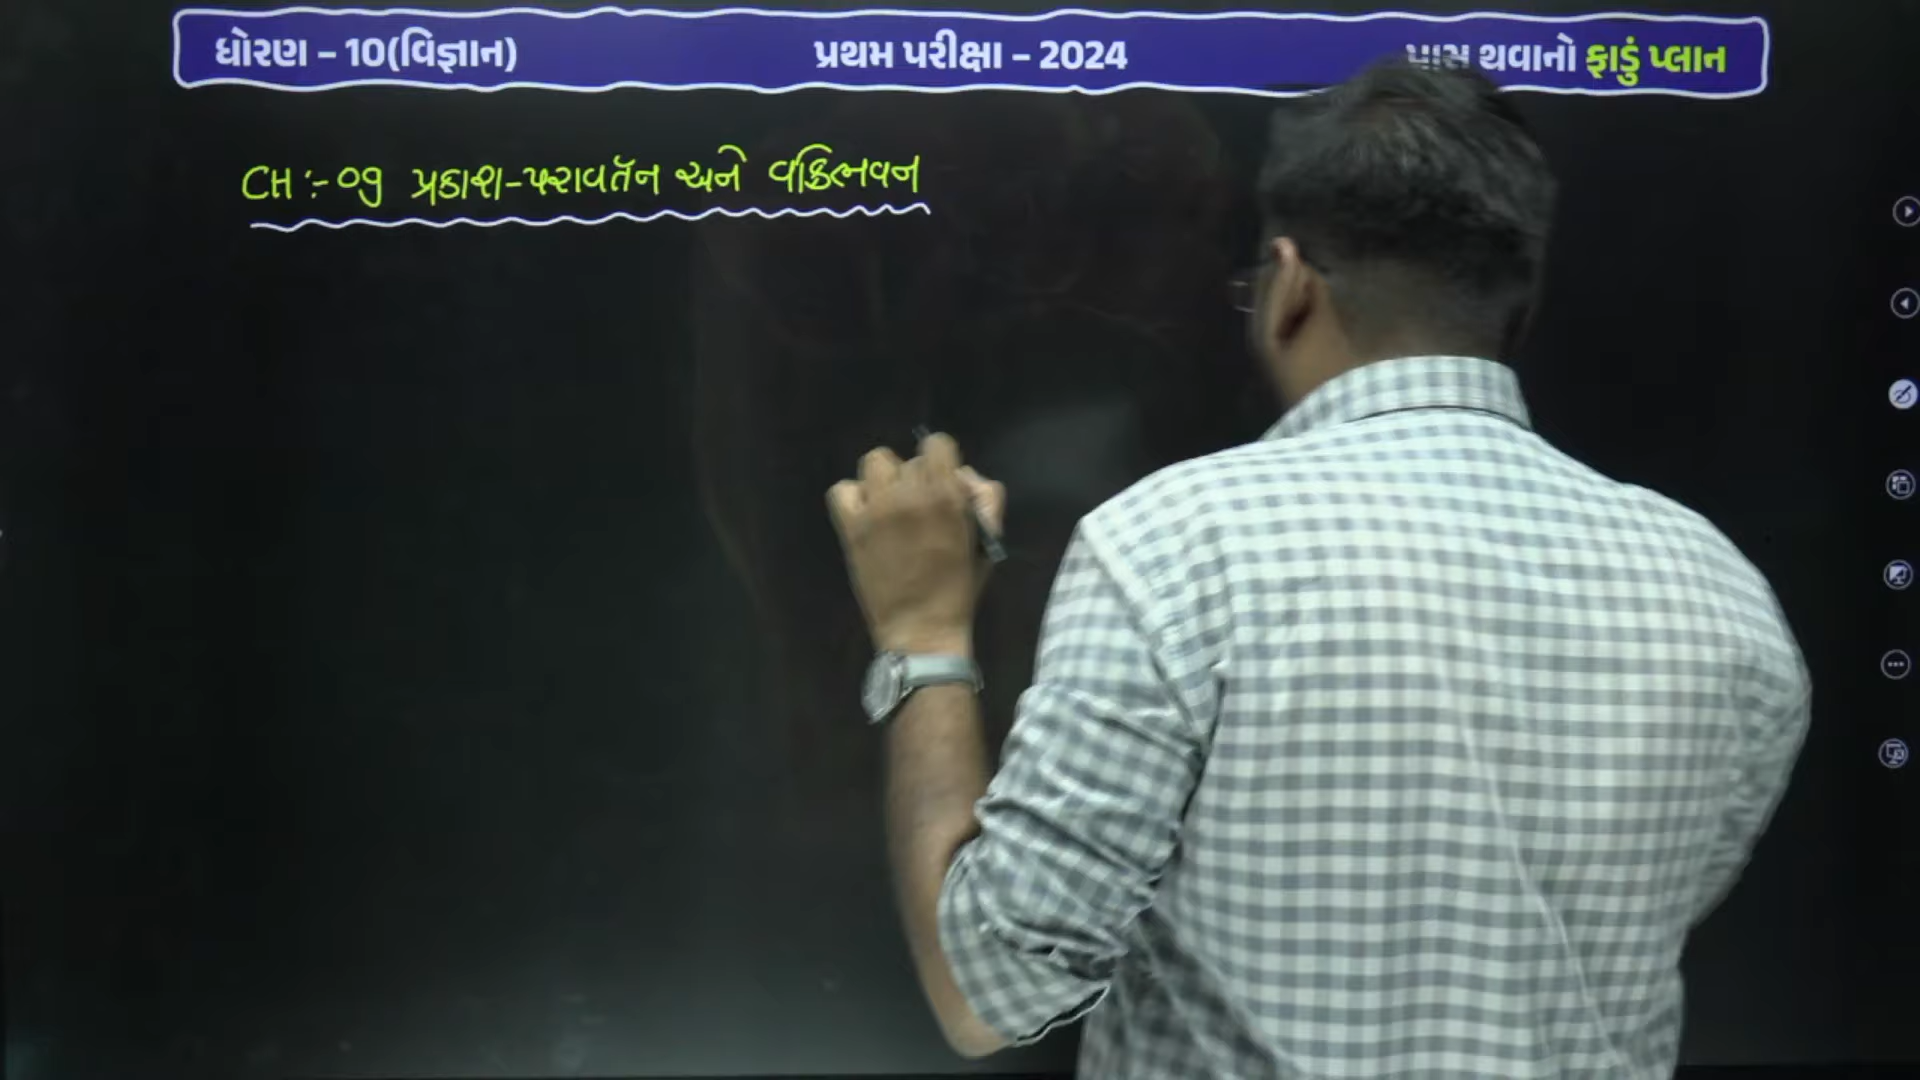 ધોરણ – 10(વિજ્ઞાન) પ્રથમ પરીક્ષા – 2024 પાસ થવાનો ફાડું પ્લાન
CH :- 09 પ્રકાશ-પરાવર્તન અને વક્રિભવન